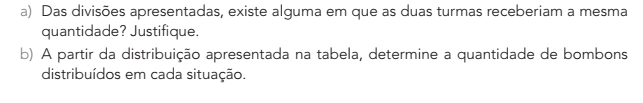 a) Das divisões apresentadas, existe alguma em que as duas turmas receberiam a mesma
quantidade? Justifique.
b) A partir da distribuição apresentada na tabela, determine a quantidade de bombons
distribuídos em cada situação.